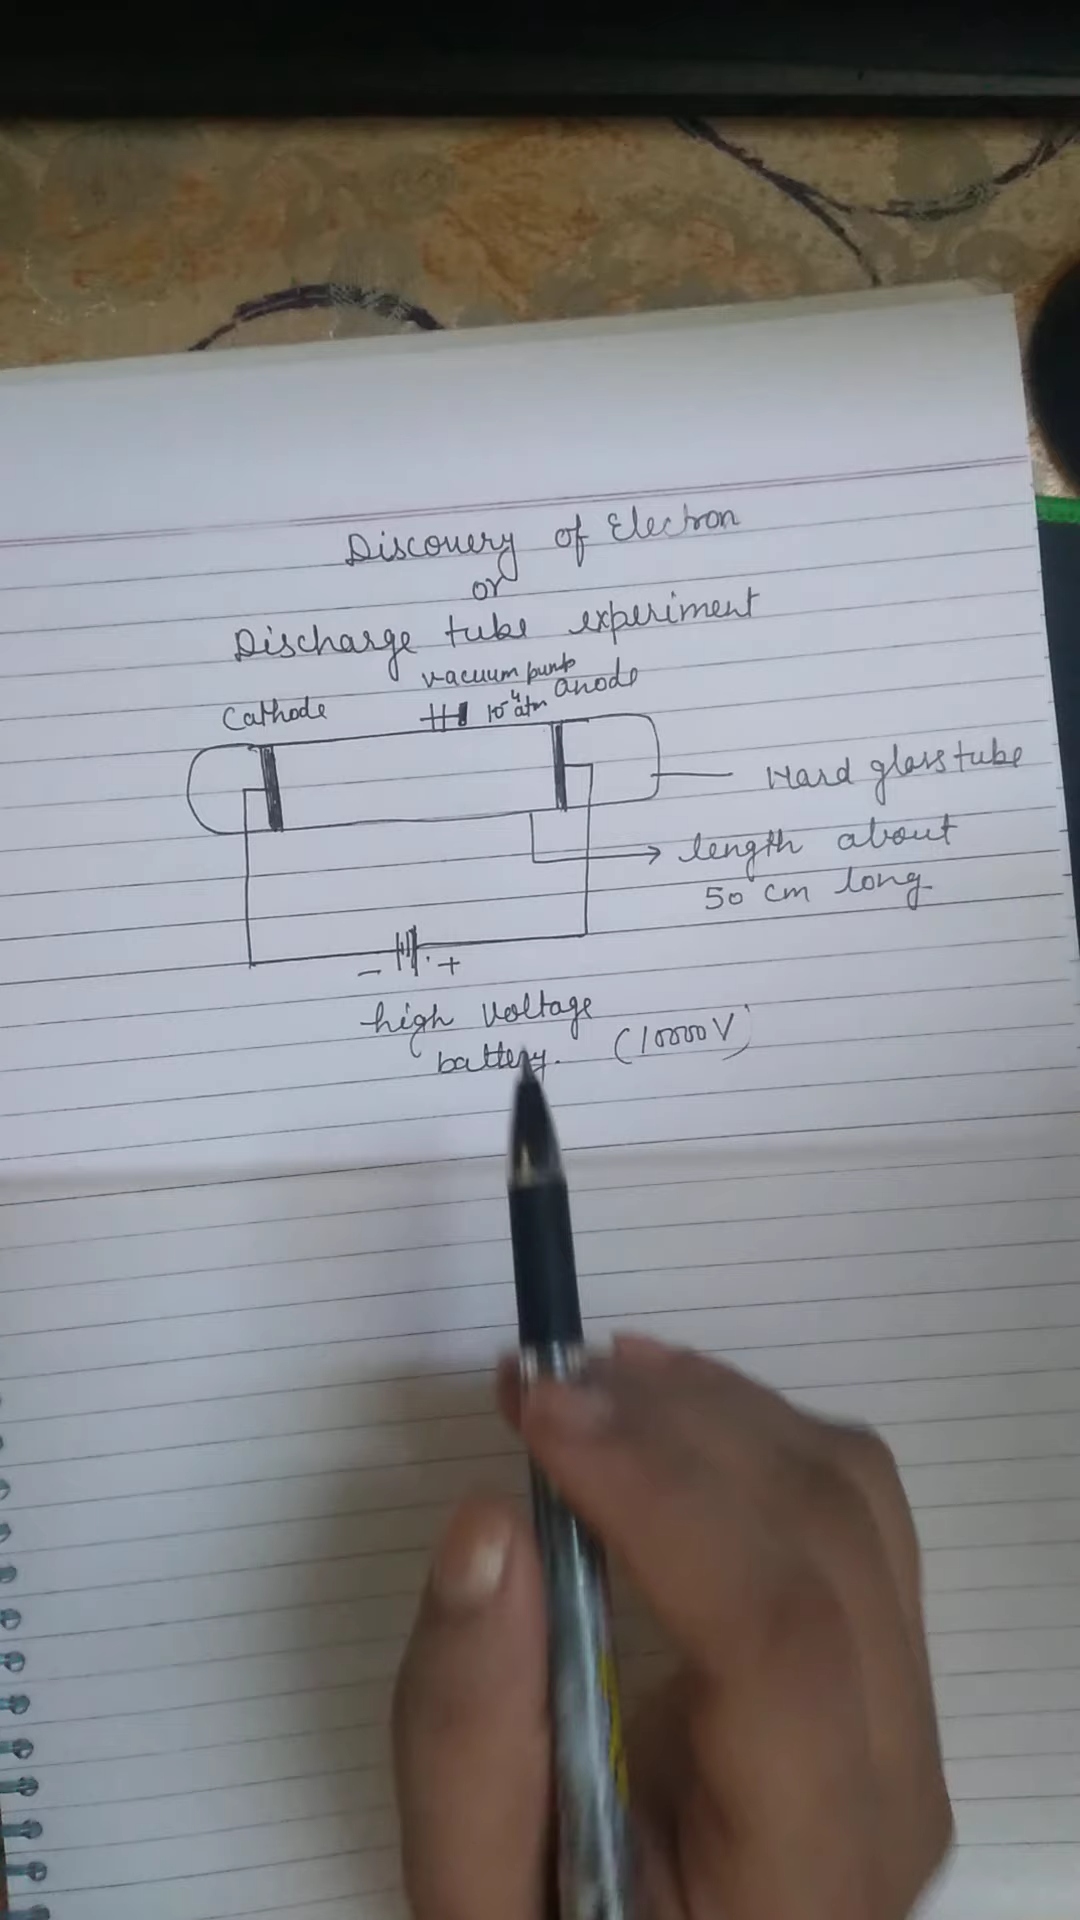 Discovery of Electron
or
Discharge tube experiment
vacuum pump
Cathode 10⁻⁴ atm anode
Hard glass tube
length about
50 cm long
- +
high voltage
battery. (10000V)